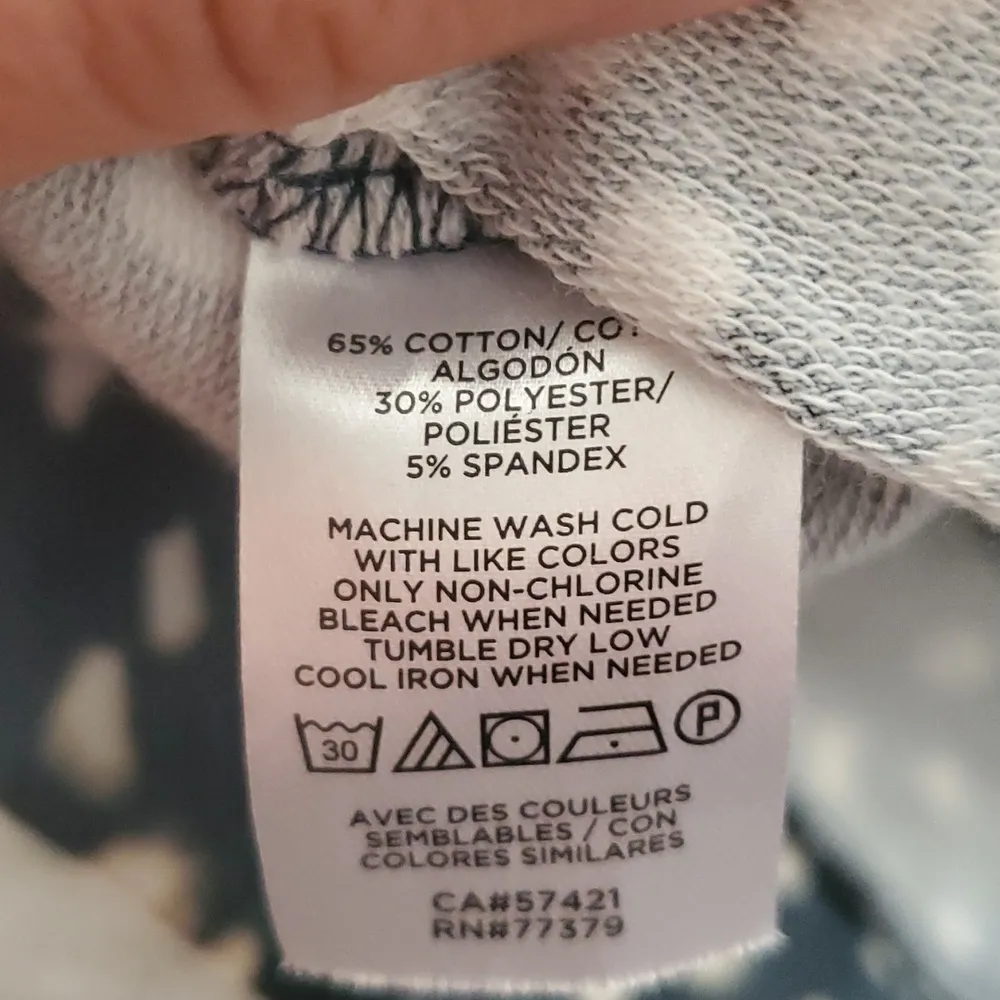 65% COTTON/
ALGODÓN
30% POLYESTER/
POLIÉSTER
5% SPANDEX
MACHINE WASH COLD
WITH LIKE COLORS
ONLY NON-CHLORINE
BLEACH WHEN NEEDED
TUMBLE DRY LOW
COOL IRON WHEN NEEDED
30 P
AVEC DES COULEURS
SEMBLABLES / CON
COLORES SIMILARES
CA#57421
RN#77379